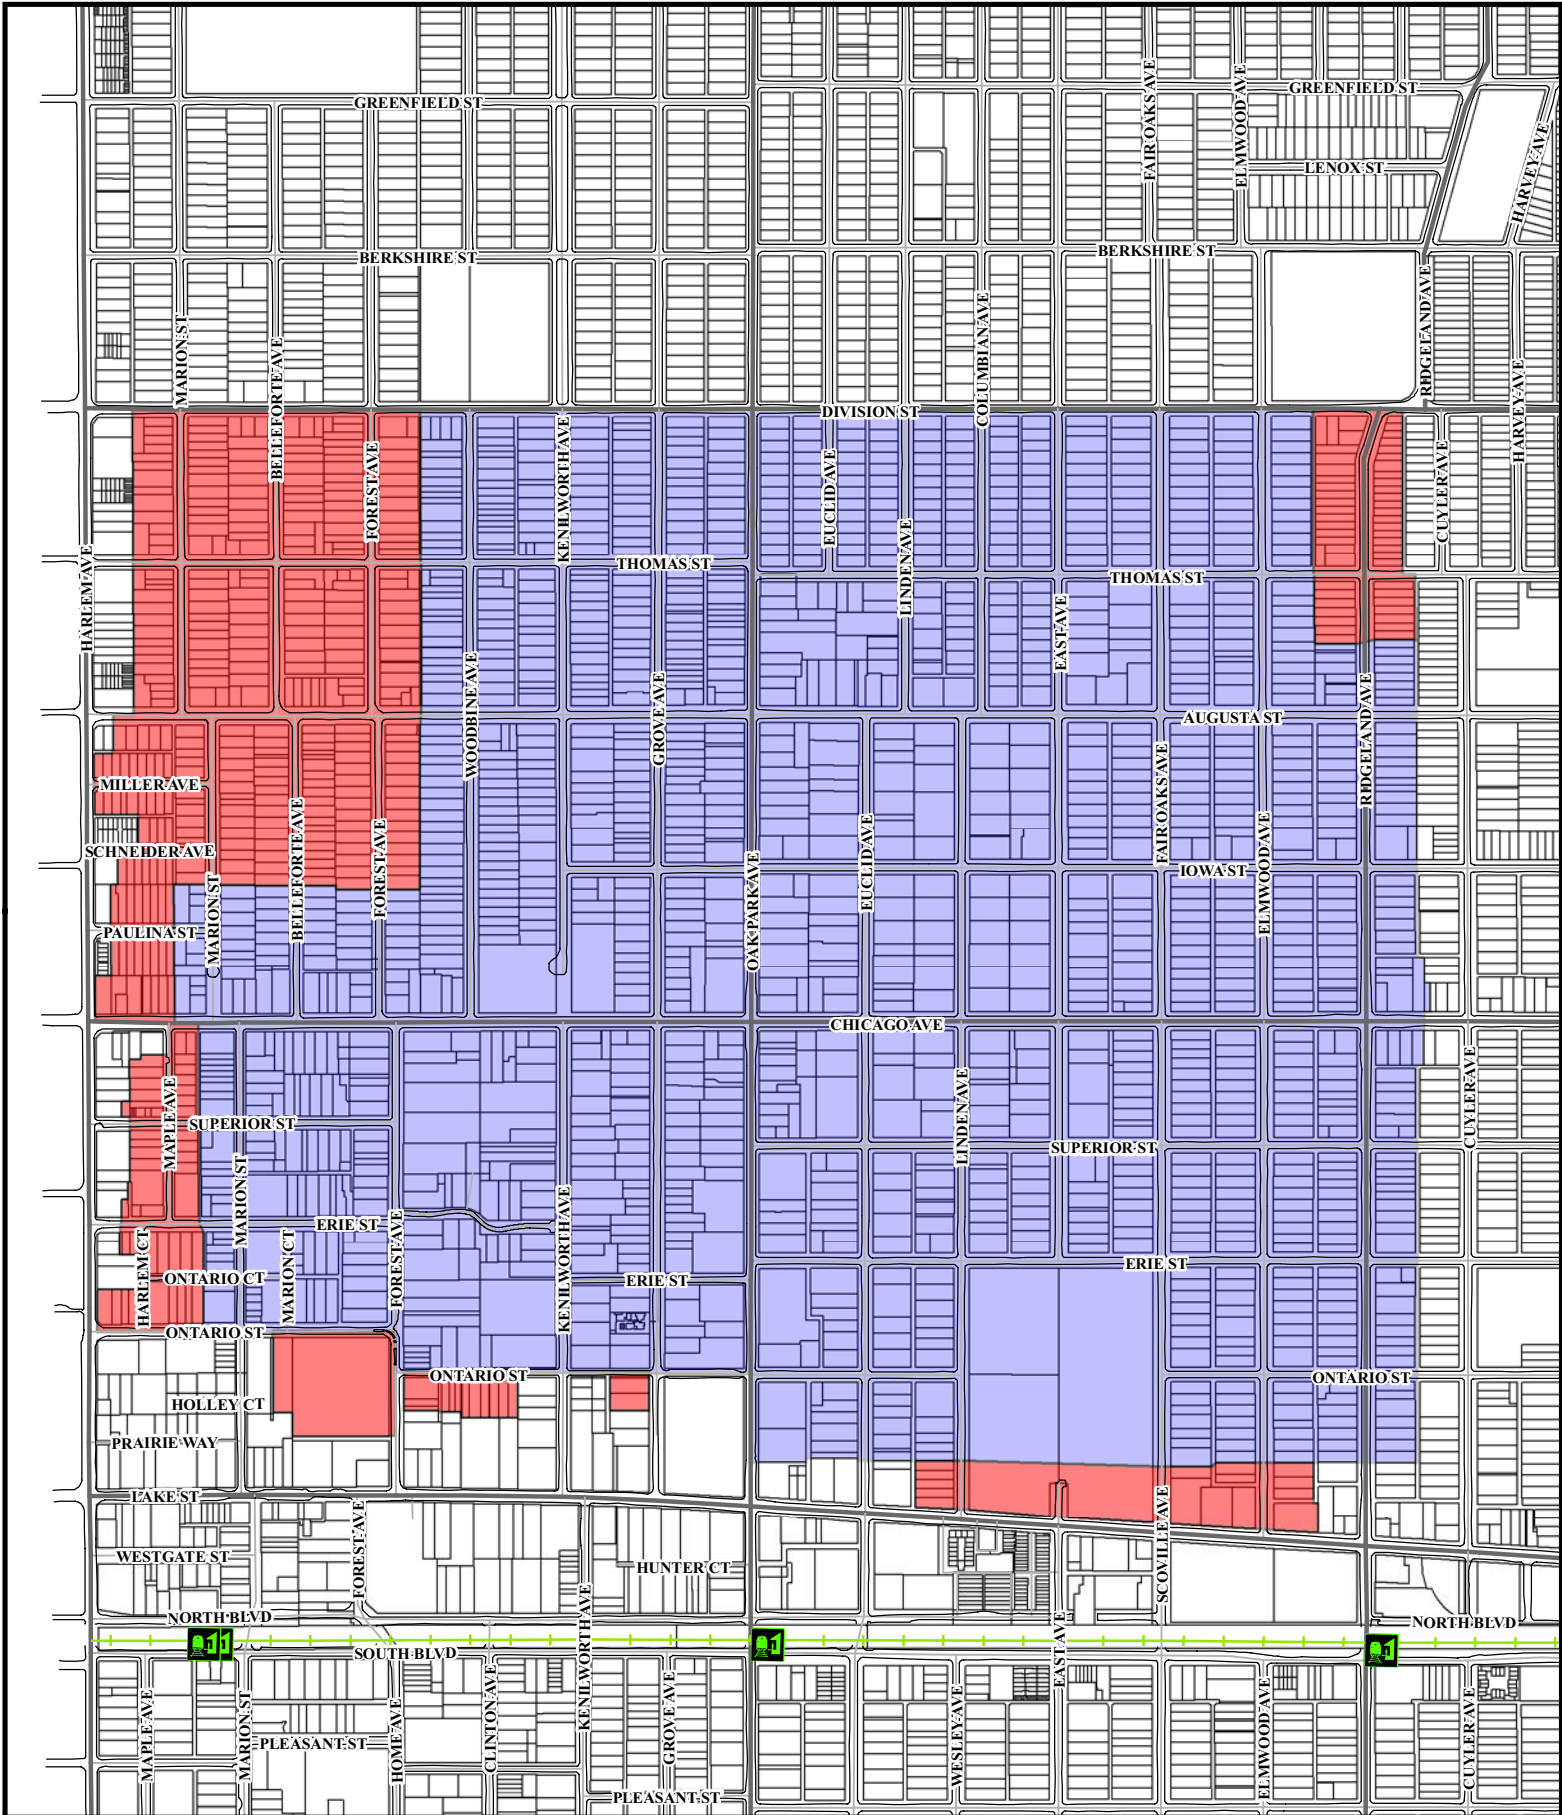 GREENFIELD ST
GREENFIELD ST
FAIR OAKS AVE
ELMWOOD AVE
LENOX ST
HARVEY AVE
BERKSHIRE ST
BERKSHIRE ST
MARION ST
BELLEFORTE AVE
COLUMBIAN AVE
RIDGELAND AVE
HARVEY AVE
DIVISION ST
FOREST AVE
KENILWORTH AVE
EUCLID AVE
LINDEN AVE
CUYLER AVE
HARLEM AVE
THOMAS ST
THOMAS ST
EAST AVE
WOODBINE AVE
GROVE AVE
AUGUSTA ST
RIDGELAND AVE
MILLER AVE
BELLEFORTE AVE
FOREST AVE
EUCLID AVE
FAIR OAKS AVE
ELMWOOD AVE
SCHNEIDER AVE
IOWA ST
MARION ST
OAK PARK AVE
PAULINA ST
CHICAGO AVE
MAPLE AVE
LINDEN AVE
CUYLER AVE
SUPERIOR ST
SUPERIOR ST
MARION ST
ERIE ST
FOREST AVE
KENILWORTH AVE
HARLEM CT
MARION CT
ERIE ST
ONTARIO CT
ERIE ST
ONTARIO ST
ONTARIO ST
ONTARIO ST
HOLLEY CT
PRAIRIE WAY
LAKE ST
FOREST AVE
SCOVILLE AVE
WESTGATE ST
HUNTER CT
KENILWORTH AVE
NORTH BLVD
NORTH BLVD
EAST AVE
SOUTH BLVD
MAPLE AVE
MARION ST
HOME AVE
CLINTON AVE
GROVE AVE
WESLEY AVE
ELMWOOD AVE
CUYLER AVE
PLEASANT ST
PLEASANT ST